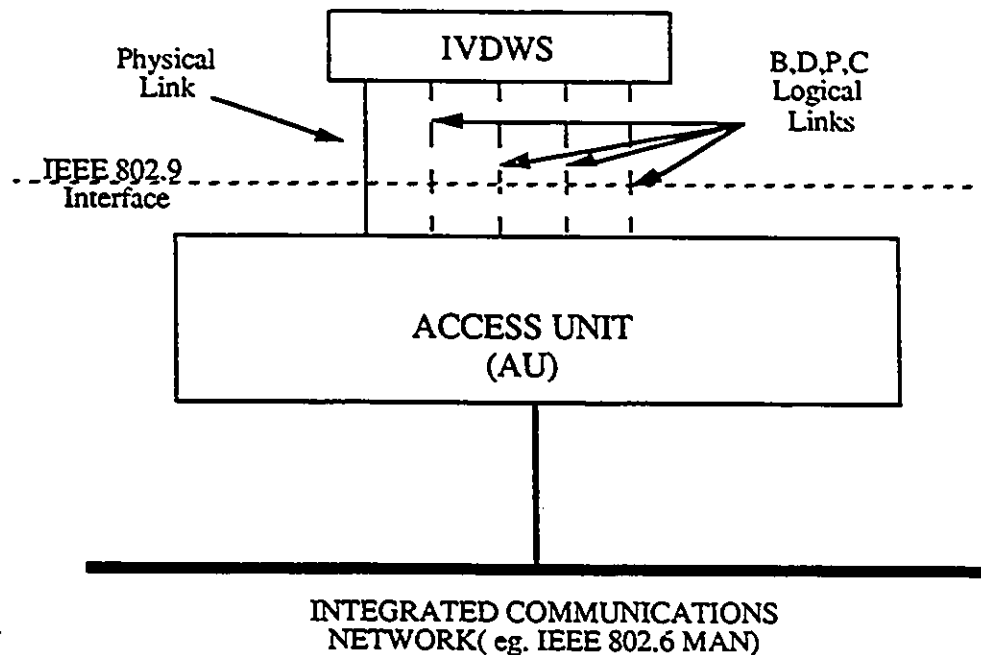 IVDWS
Physical
Link
B,D,P,C
Logical
Links
IEEE 802.9
Interface
ACCESS UNIT
(AU)
INTEGRATED COMMUNICATIONS
NETWORK( eg. IEEE 802.6 MAN)